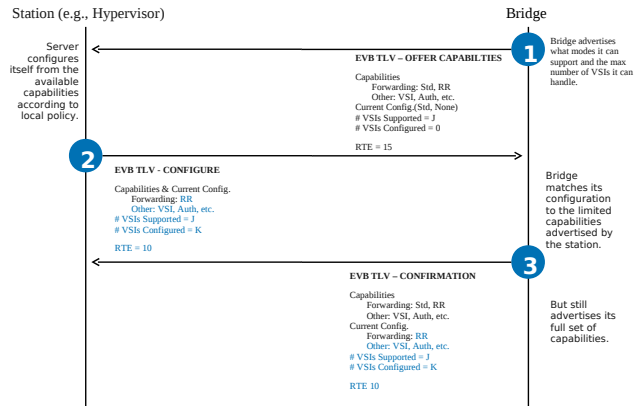 Station (e.g., Hypervisor)
Bridge
Server
configures
itself from the
available
capabilities
according to
local policy.
1
Bridge advertises
what modes it can
support and the max
number of VSIs it can
handle.
EVB TLV – OFFER CAPABILTIES
Capabilities
Forwarding: Std, RR
Other: VSI, Auth, etc.
Current Config.(Std, None)
# VSIs Supported = J
# VSIs Configured = 0
RTE = 15
2
EVB TLV - CONFIGURE
Capabilities & Current Config.
Forwarding: RR
Other: VSI, Auth, etc.
# VSIs Supported = J
# VSIs Configured = K
RTE = 10
Bridge
matches its
configuration
to the limited
capabilities
advertised by
the station.
3
EVB TLV – CONFIRMATION
Capabilities
Forwarding: Std, RR
Other: VSI, Auth, etc.
Current Config.
Forwarding: RR
Other: VSI, Auth, etc.
# VSIs Supported = J
# VSIs Configured = K
RTE 10
But still
advertises its
full set of
capabilities.